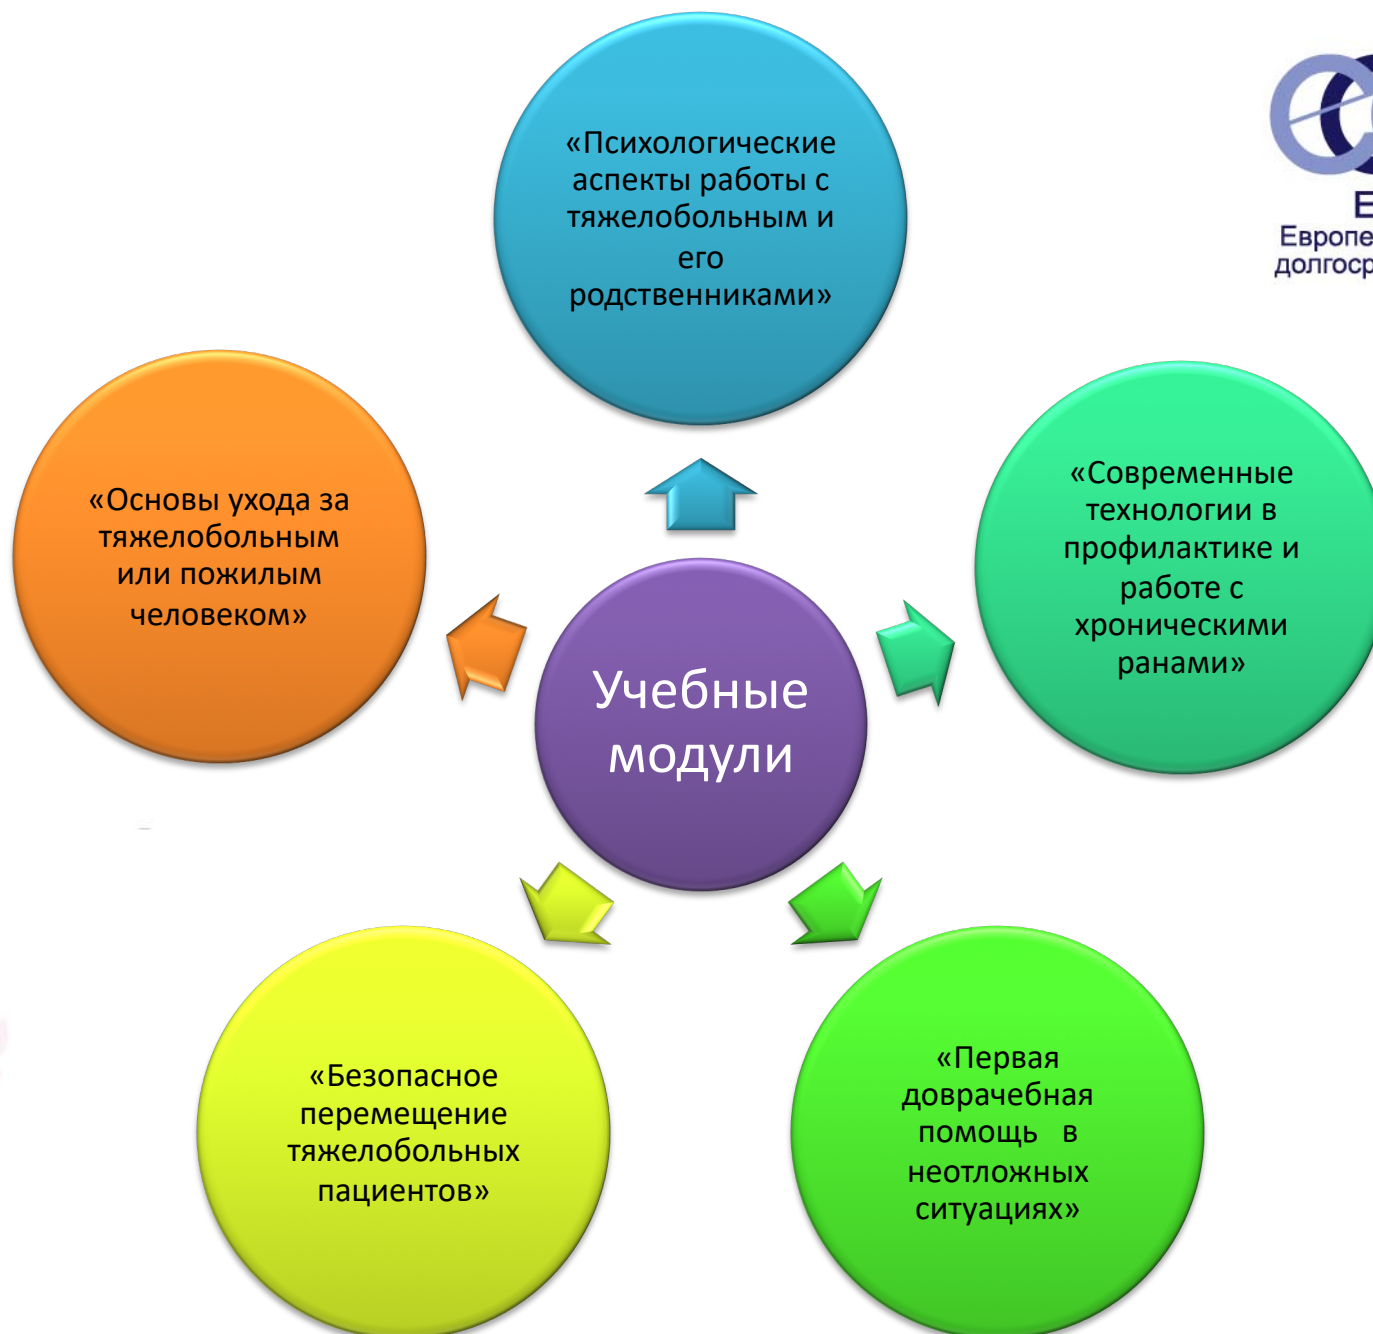 «Психологические
аспекты работы с
тяжелобольным и
его
родственниками»
«Современные
технологии в
профилактике и
работе с
хроническими
ранами»
«Первая
доврачебная
помощь в
неотложных
ситуациях»
«Безопасное
перемещение
тяжелобольных
пациентов»
«Основы ухода за
тяжелобольным
или пожилым
человеком»
Учебные
модули